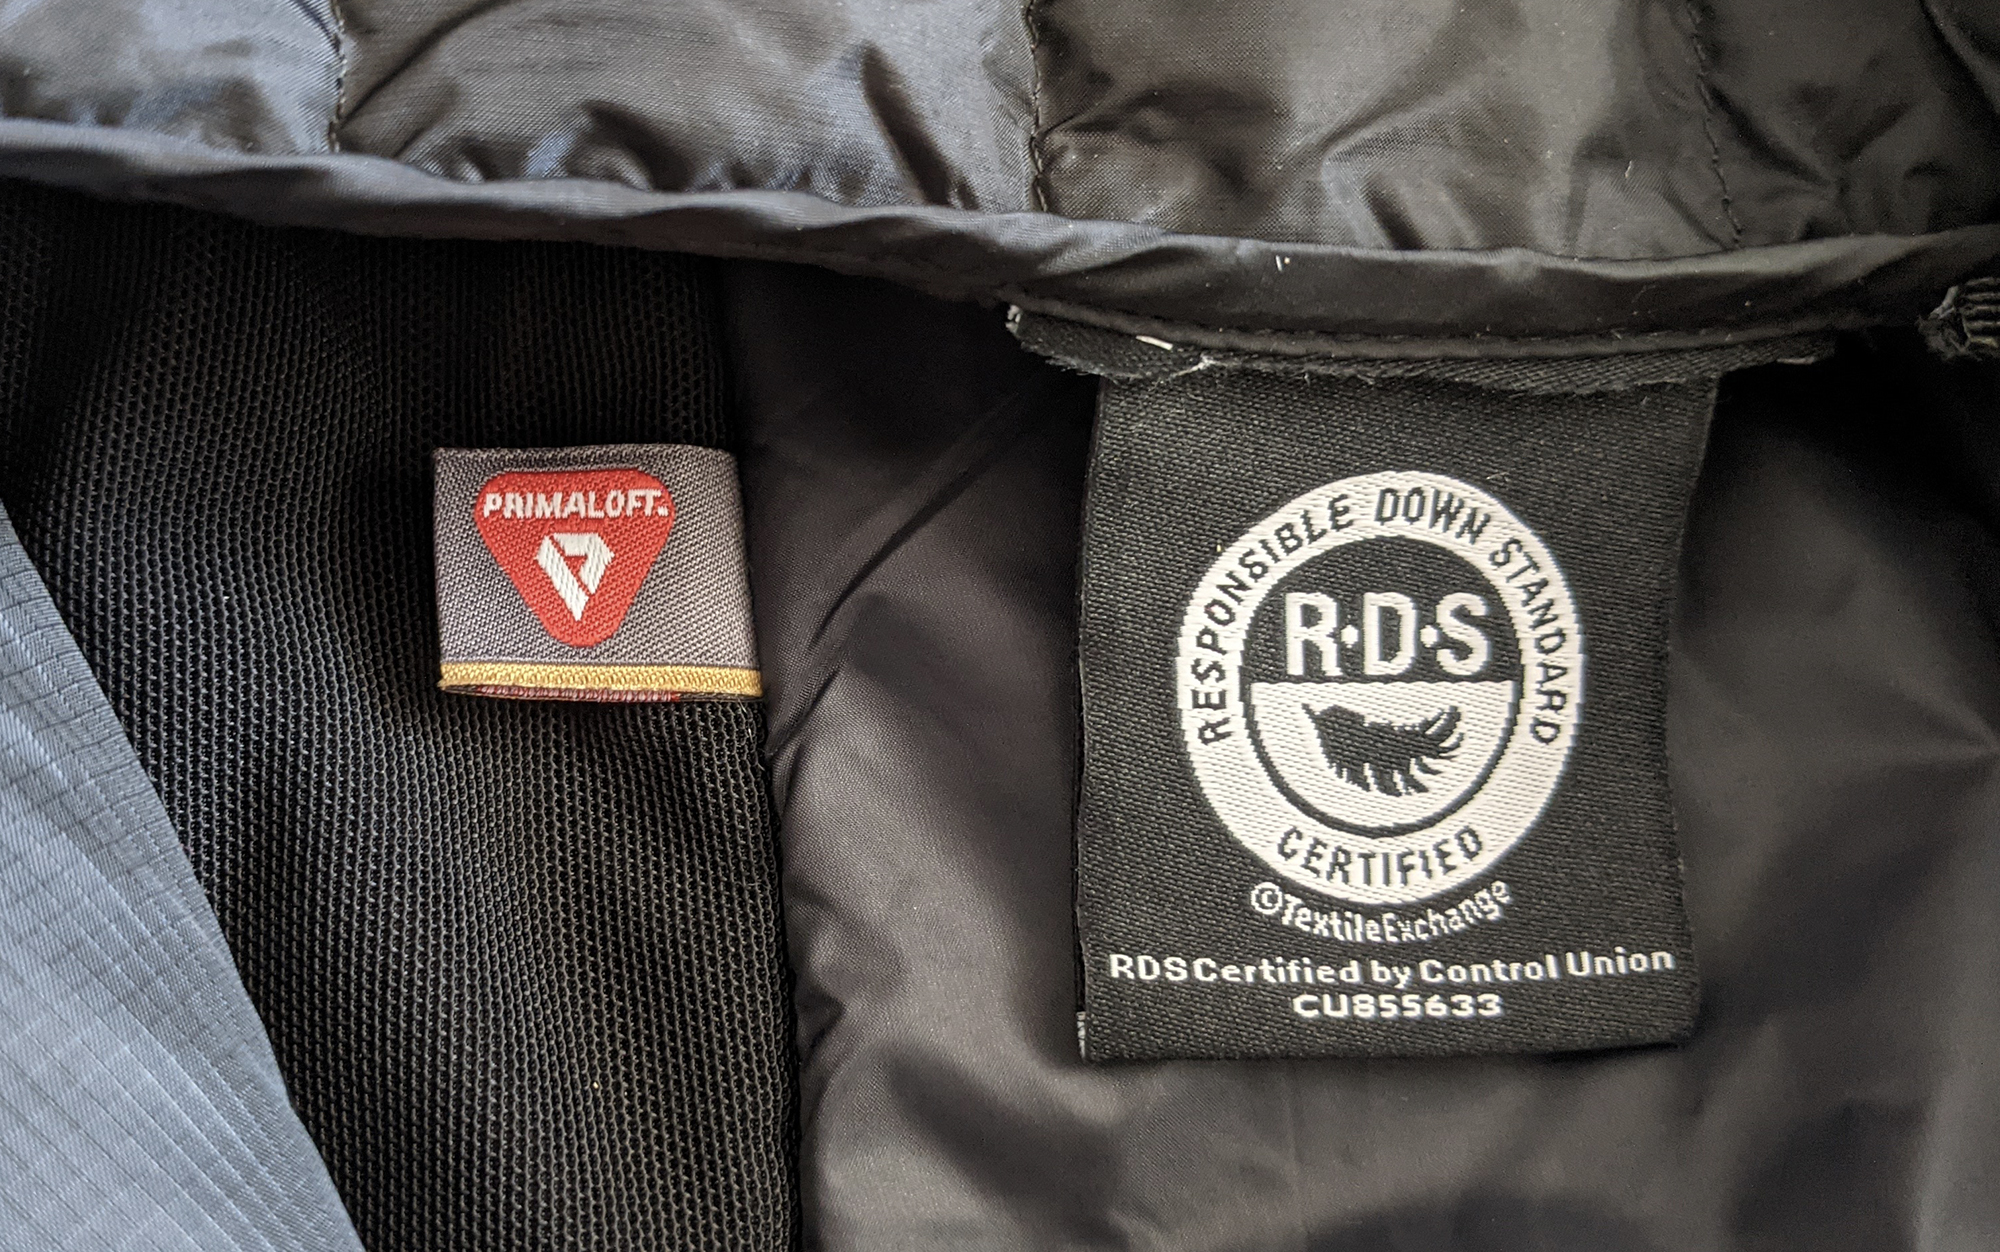 PRIMALOFT
RESPONSIBLE DOWN STANDARD
R·D·S
CERTIFIED
©TextileExchange
RDS Certified by Control Union
CU855633